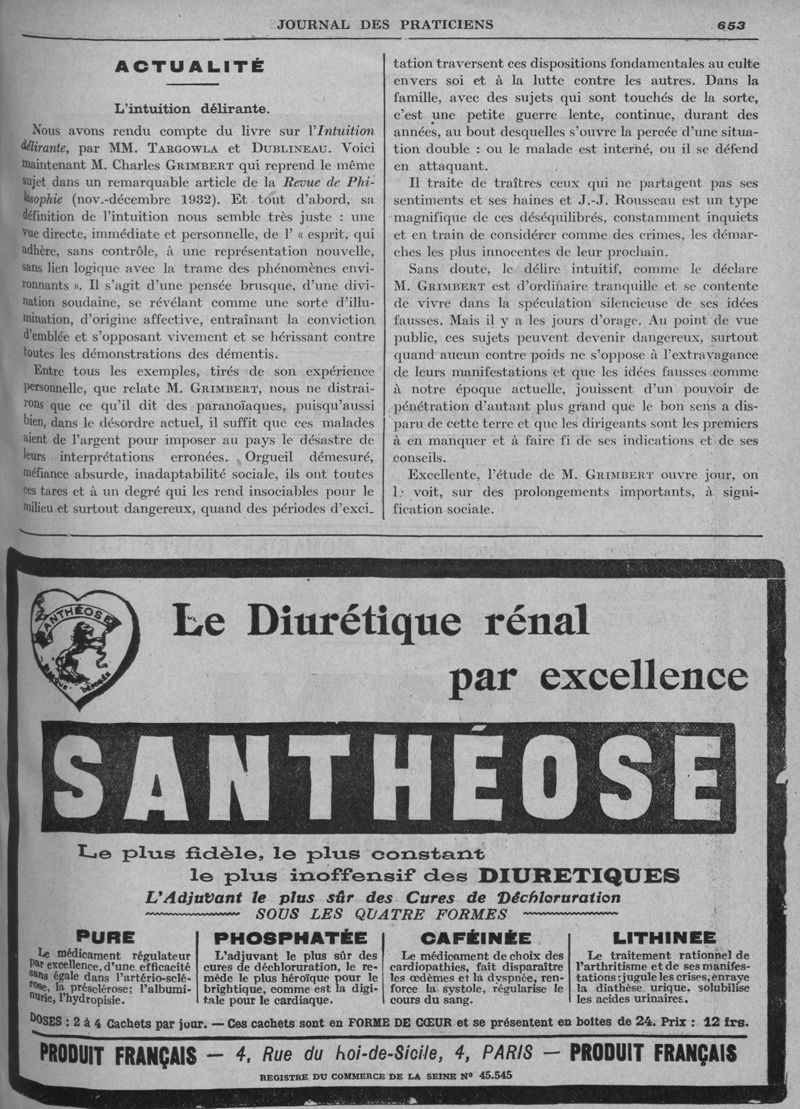 JOURNAL DES PRATICIENS 653
ACTUALITÉ
L'intuition délirante.
Nous avons rendu compte du livre sur l'Intuition
délirante, par MM. TARGOWLA et DUBLINEAU. Voici
maintenant M. Charles GRIMBERT qui reprend le même
sujet dans un remarquable article de la Revue de Phi-
losophie (nov.-décembre 1932). Et tout d'abord, sa
définition de l'intuition nous semble très juste : une
vue directe, immédiate et personnelle, de l' « esprit, qui
adhère, sans contrôle, à une représentation nouvelle,
sans lien logique avec la trame des phénomènes envi-
ronnants ». Il s'agit d'une pensée brusque, d'une divi-
nation soudaine, se révélant comme une sorte d'illu-
mination, d'origine affective, entraînant la conviction
d'emblée et s'opposant vivement et se hérissant contre
toutes les démonstrations des démentis.
Entre tous les exemples, tirés de son expérience
personnelle, que relate M. GRIMBERT, nous ne distrai-
rons que ce qu'il dit des paranoïaques, puisqu'aussi
bien, dans le désordre actuel, il suffit que ces malades
aient de l'argent pour imposer au pays le désastre de
leurs interprétations erronées. Orgueil démesuré,
méfiance absurde, inadaptabilité sociale, ils ont toutes
ces tares et à un degré qui les rend insociables pour le
milieu et surtout dangereux, quand des périodes d'exci-
tation traversent ces dispositions fondamentales au culte
envers soi et à la lutte contre les autres. Dans la
famille, avec des sujets qui sont touchés de la sorte,
c'est une petite guerre lente, continue, durant des
années, au bout desquelles s'ouvre la percée d'une situa-
tion double : ou le malade est interné, ou il se défend
en attaquant.
Il traite de traîtres ceux qui ne partagent pas ses
sentiments et ses haines et J.-J. Rousseau est un type
magnifique de ces déséquilibrés, constamment inquiets
et en train de considérer comme des crimes, les démar-
ches les plus innocentes de leur prochain.
Sans doute, le délire intuitif, comme le déclare
M. GRIMBERT est d'ordinaire tranquille et se contente
de vivre dans la spéculation silencieuse de ses idées
fausses. Mais il y a les jours d'orage. Au point de vue
public, ces sujets peuvent devenir dangereux, surtout
quand aucun contre poids ne s'oppose à l'extravagance
de leurs manifestations et que les idées fausses comme
à notre époque actuelle, jouissent d'un pouvoir de
pénétration d'autant plus grand que le bon sens a dis-
paru de cette terre et que les dirigeants sont les premiers
à en manquer et à faire fi de ses indications et de ses
conseils.
Excellente, l'étude de M. GRIMBERT ouvre jour, on
le voit, sur des prolongements importants, à signi-
fication sociale.
SANTHÉOSE
MARQUE DÉPOSÉE
Le Diurétique rénal
par excellence
SANTHÉOSE
Le plus fidèle, le plus constant
le plus inoffensif des DIURETIQUES
L'Adjuvant le plus sûr des Cures de Déchloruration
SOUS LES QUATRE FORMES
PURE
Le médicament régulateur
par excellence, d'une efficacité
sans égale dans l'artério-sclé-
rose, la présclérose; l'albumi-
nurie, l'hydropisie.
PHOSPHATÉE
L'adjuvant le plus sûr des
cures de déchloruration, le re-
mède le plus héroïque pour le
brightique, comme est la digi-
tale pour le cardiaque.
CAFÉINÉE
Le médicament de choix des
cardiopathies, fait disparaître
les œdèmes et la dyspnée, ren-
force la systole, régularise le
cours du sang.
LITHINEE
Le traitement rationnel de
l'arthritisme et de ses manifes-
tations: jugule les crises, enraye
la diathèse urique, solubilise
les acides urinaires.
DOSES : 2 à 4 Cachets par jour. — Ces cachets sont en FORME DE CŒUR et se présentent en boîtes de 24. Prix : 12 frs.
PRODUIT FRANÇAIS — 4, Rue du Roi-de-Sicile, 4, PARIS — PRODUIT FRANÇAIS
REGISTRE DU COMMERCE DE LA SEINE Nº 45.545